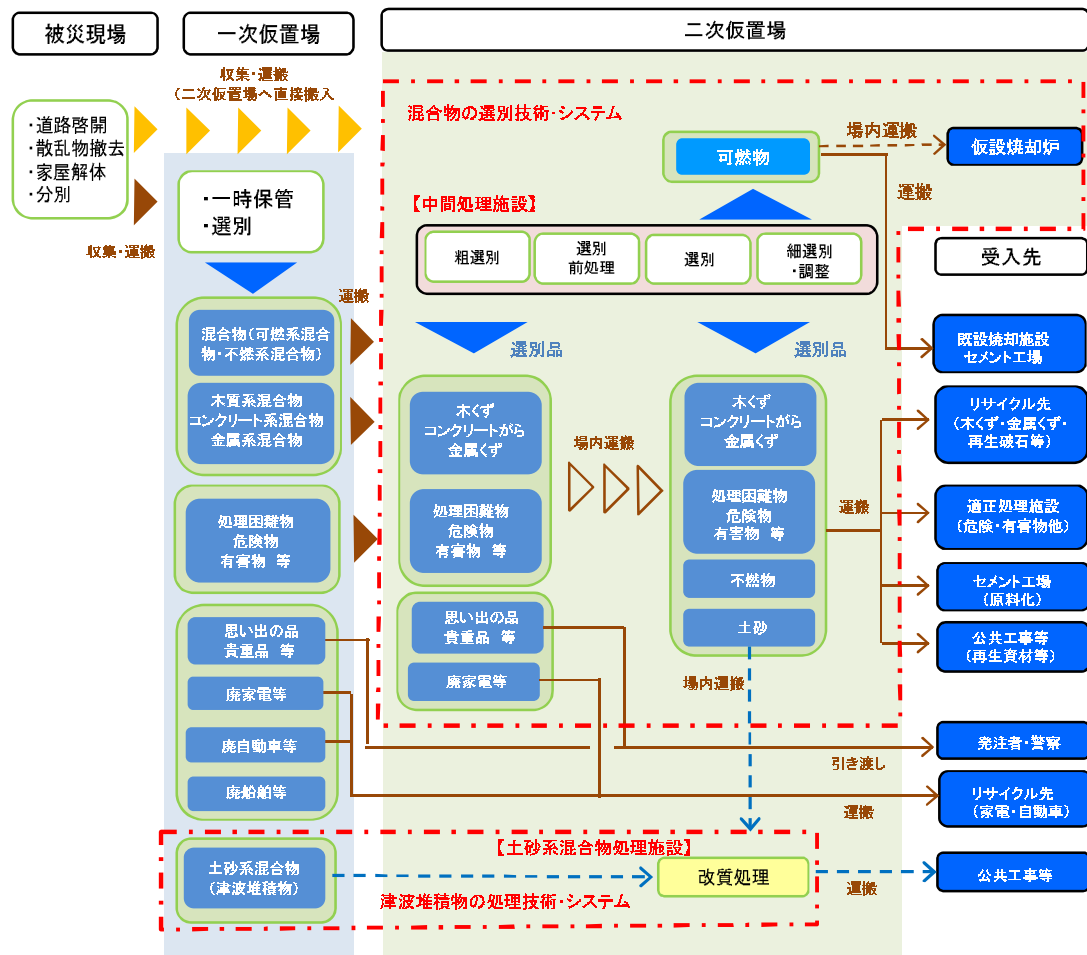 被災現場
一次仮置場
二次仮置場
収集・運搬
（二次仮置場へ直接搬入
・道路啓開
・散乱物撤去
・家屋解体
・分別
収集・運搬
・一時保管
・選別
運搬
混合物（可燃系混合
物・不燃系混合物）
木質系混合物
コンクリート系混合物
金属系混合物
処理困難物
危険物
有害物 等
思い出の品
貴重品 等
廃家電等
廃自動車等
廃船舶等
土砂系混合物
（津波堆積物）
混合物の選別技術・システム
可燃物
場内運搬
仮設焼却炉
運搬
【中間処理施設】
粗選別
選別
前処理
選別
細選別
・調整
選別品
選別品
木くず
コンクリートがら
金属くず
処理困難物
危険物
有害物 等
思い出の品
貴重品 等
廃家電等
場内運搬
木くず
コンクリートがら
金属くず
処理困難物
危険物
有害物 等
不燃物
土砂
場内運搬
運搬
受入先
既設焼却施設
セメント工場
リサイクル先
（木くず・金属くず・
再生砕石等）
適正処理施設
（危険・有害物他）
セメント工場
（原料化）
公共工事等
（再生資材等）
引き渡し
発注者・警察
運搬
リサイクル先
（家電・自動車）
【土砂系混合物処理施設】
改質処理
津波堆積物の処理技術・システム
運搬
公共工事等